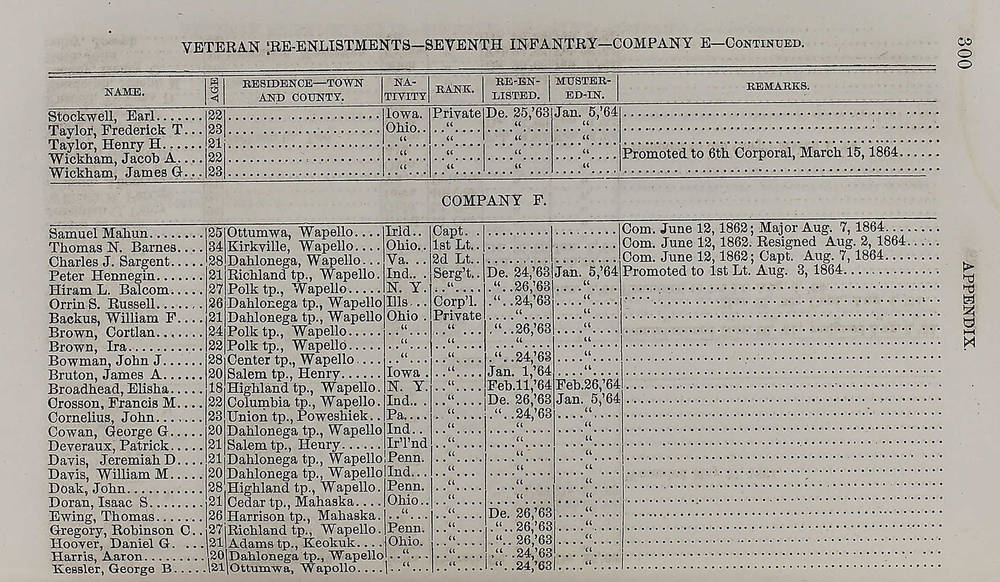 300
APPENDIX
VETERAN RE-ENLISTMENTS—SEVENTH INFANTRY—COMPANY E—CONTINUED.
NAME. AGE RESIDENCE—TOWN AND COUNTY. NA-TIVITY RANK. RE-EN-LISTED. MUSTER-ED-IN. REMARKS.
Stockwell, Earl 22 Iowa. Private De. 25,'63 Jan. 5,'64
Taylor, Frederick T 23 Ohio " " "
Taylor, Henry H 21 " " " "
Wickham, Jacob A 22 " " " " Promoted to 6th Corporal, March 15, 1864
Wickham, James G 23 " " " "
COMPANY F.
Samuel Mahun 25 Ottumwa, Wapello Irld Capt. Com. June 12, 1862; Major Aug. 7, 1864
Thomas N. Barnes 34 Kirkville, Wapello Ohio 1st Lt. Com. June 12, 1862. Resigned Aug. 2, 1864
Charles J. Sargent 28 Dahlonega, Wapello Va. 2d Lt. Com. June 12, 1862; Capt. Aug. 7, 1864
Peter Hennegin 21 Richland tp., Wapello Ind. Serg't. De. 24,'63 Jan. 5,'64 Promoted to 1st Lt. Aug. 3, 1864
Hiram L. Balcom 27 Polk tp., Wapello N. Y. " " 26,'63 "
Orrin S. Russell 26 Dahlonega tp., Wapello Ills Corp'l. " 24,'63 "
Backus, William F 21 Dahlonega tp., Wapello Ohio Private " "
Brown, Cortlan 24 Polk tp., Wapello " " " 26,'63 "
Brown, Ira 22 Polk tp., Wapello " " " "
Bowman, John J 28 Center tp., Wapello " " " 24,'63 "
Bruton, James A 20 Salem tp., Henry Iowa " Jan. 1,'64 "
Broadhead, Elisha 18 Highland tp., Wapello N. Y. " Feb.11,'64 Feb.26,'64
Crosson, Francis M 22 Columbia tp., Wapello Ind. " De. 26,'63 Jan. 5,'64
Cornelius, John 23 Union tp., Poweshiek Pa. " " 24,'63 "
Cowan, George G 20 Dahlonega tp., Wapello Ind. " " "
Deveraux, Patrick 21 Salem tp., Henry Ir'l'nd " " "
Davis, Jeremiah D 21 Dahlonega tp., Wapello Penn. " " "
Davis, William M 20 Dahlonega tp., Wapello Ind. " " "
Doak, John 28 Highland tp., Wapello Penn. " " "
Doran, Isaac S 21 Cedar tp., Mahaska Ohio " " "
Ewing, Thomas 26 Harrison tp., Mahaska " " De. 26,'63 "
Gregory, Robinson C 27 Richland tp., Wapello Penn. " " 26,'63 "
Hoover, Daniel G 21 Adams tp., Keokuk Ohio. " " 26,'63 "
Harris, Aaron 20 Dahlonega tp., Wapello " " " 24,'63 "
Kessler, George B 21 Ottumwa, Wapollo " " " 24,'63 "